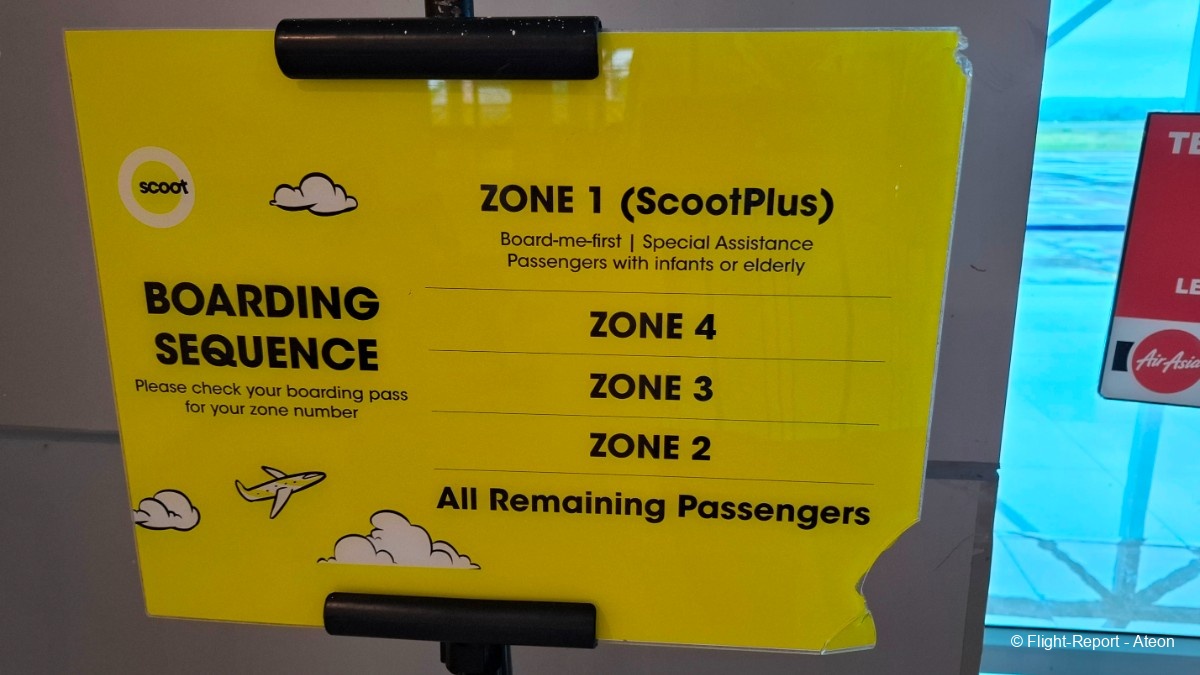 scoot
BOARDING
SEQUENCE
Please check your boarding pass
for your zone number
ZONE 1 (ScootPlus)
Board-me-first | Special Assistance
Passengers with infants or elderly
ZONE 4
ZONE 3
ZONE 2
All Remaining Passengers
TE
LE
AirAsia
© Flight-Report - Ateon